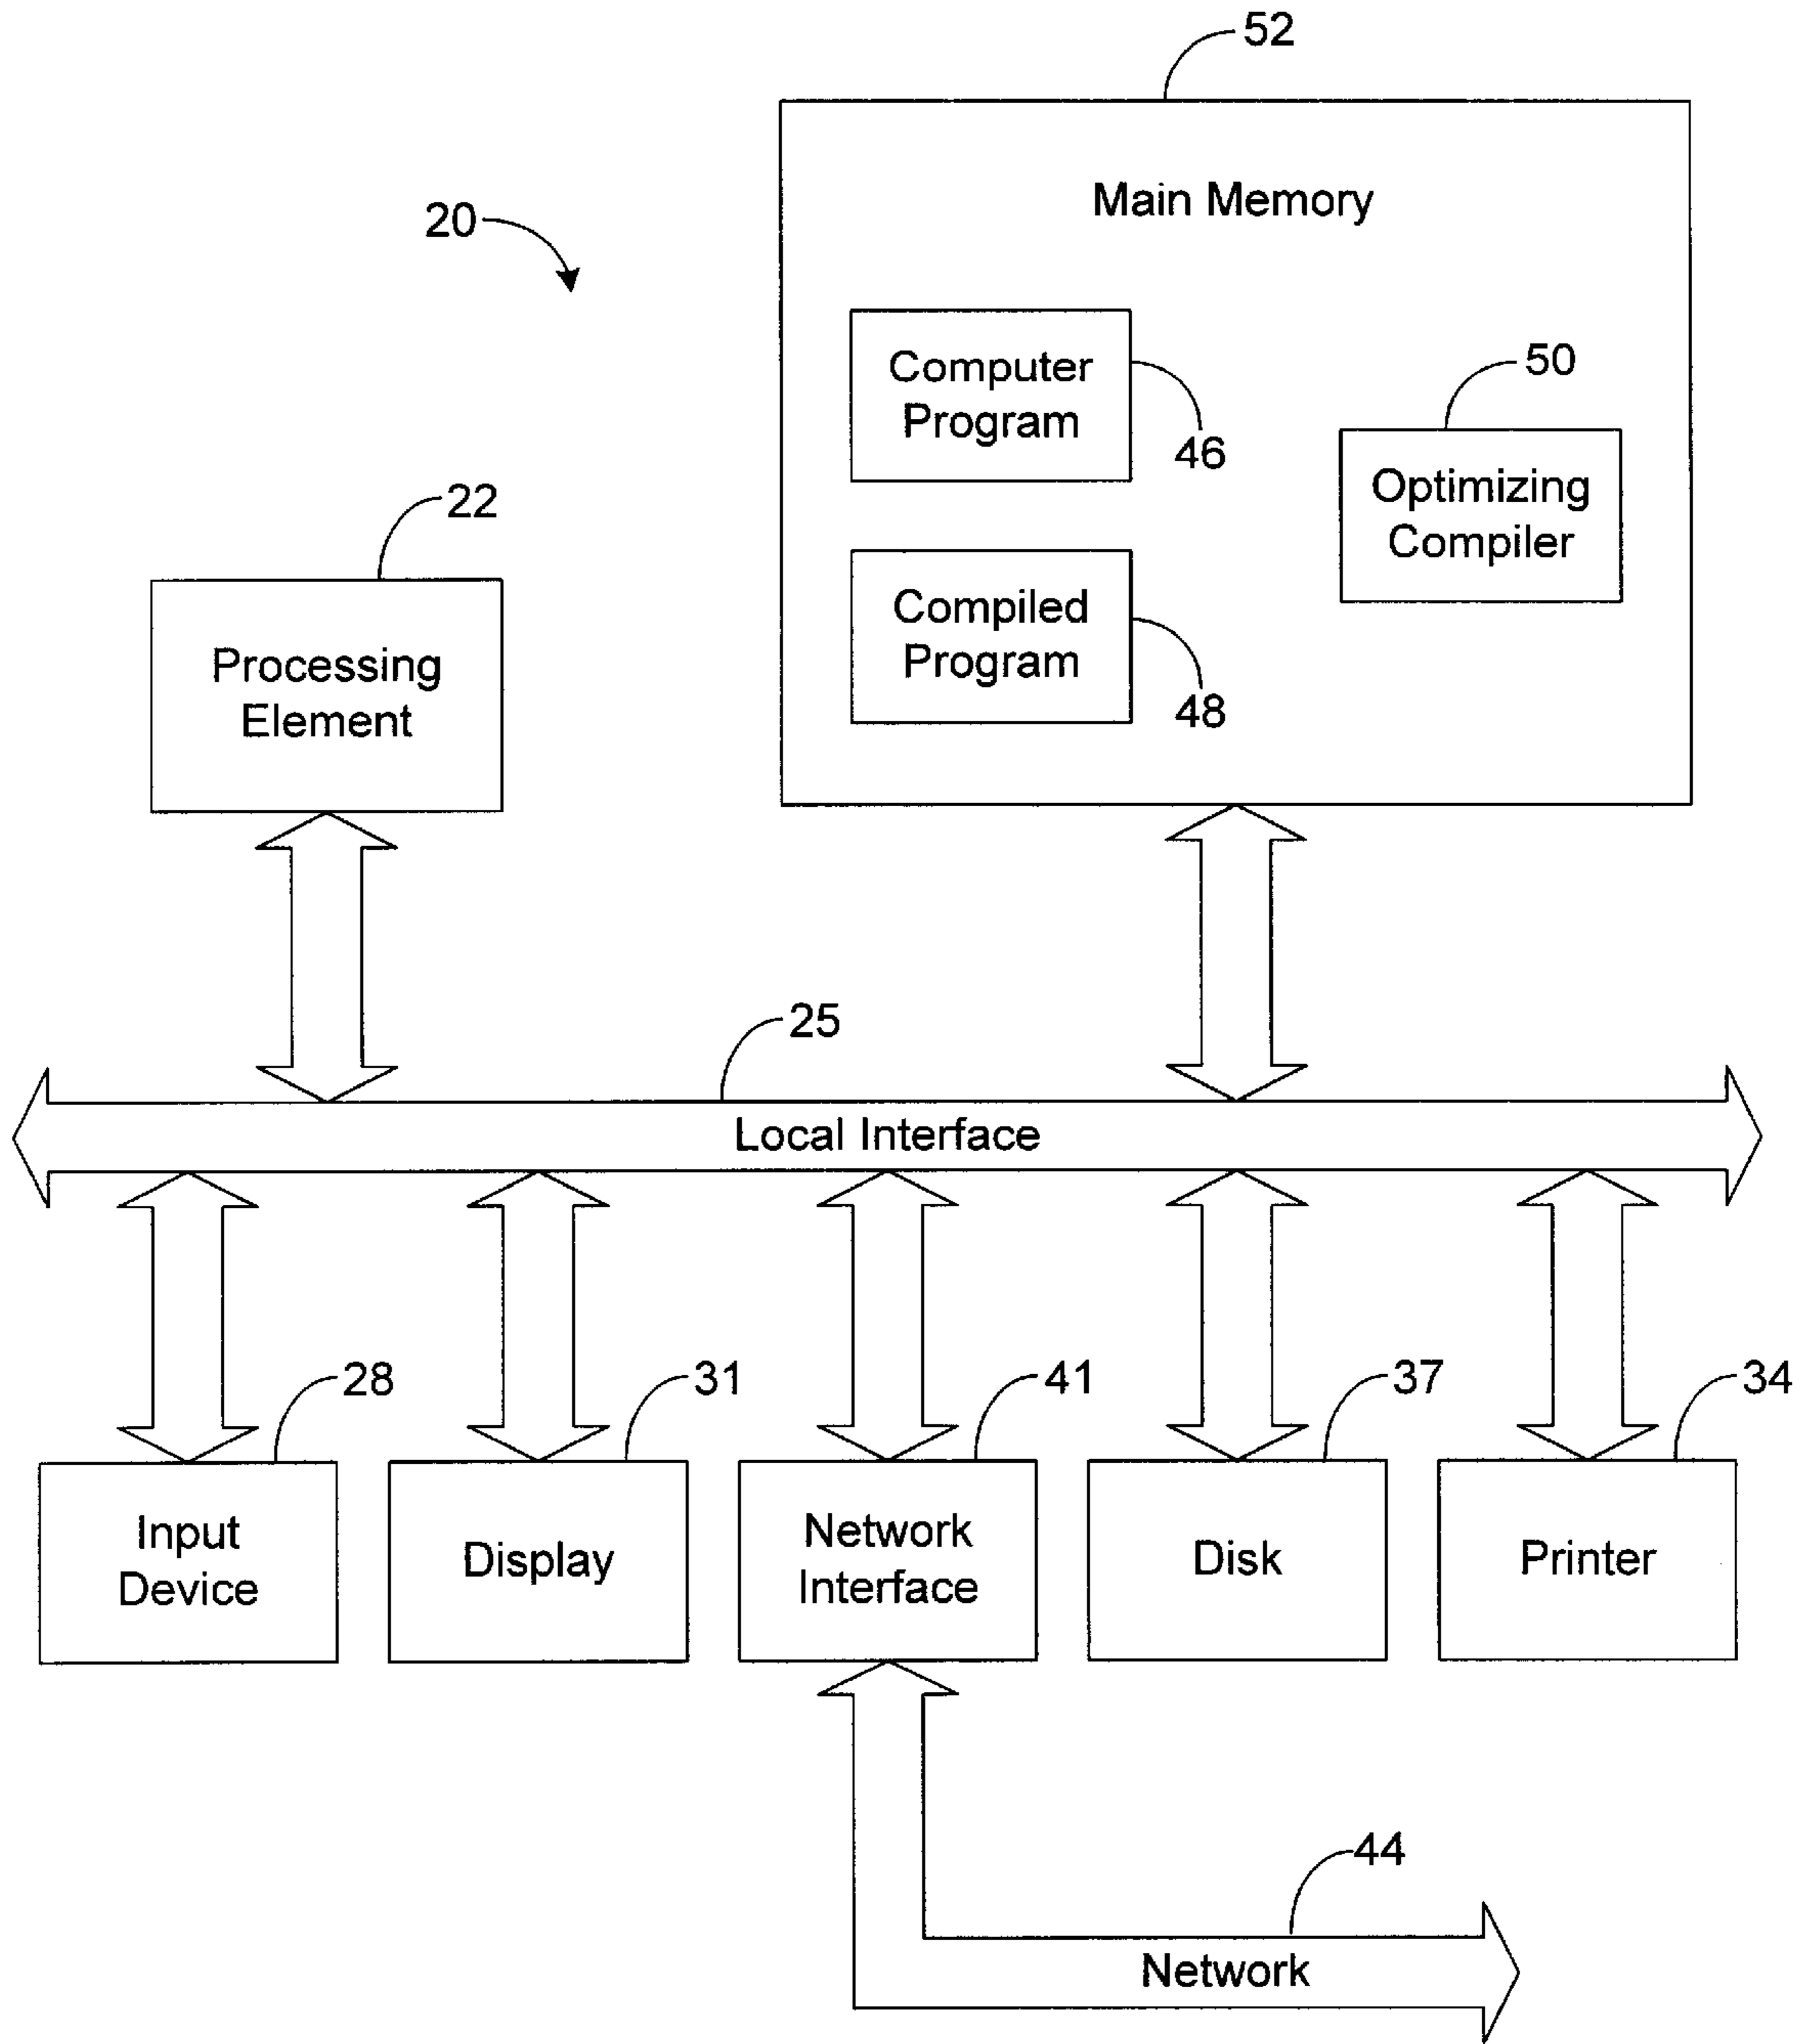 52
Main Memory
20
Computer
Program
46
50
Optimizing
Compiler
22
Processing
Element
Compiled
Program
48
25
Local Interface
28
31
41
37
34
Input
Device
Display
Network
Interface
Disk
Printer
44
Network